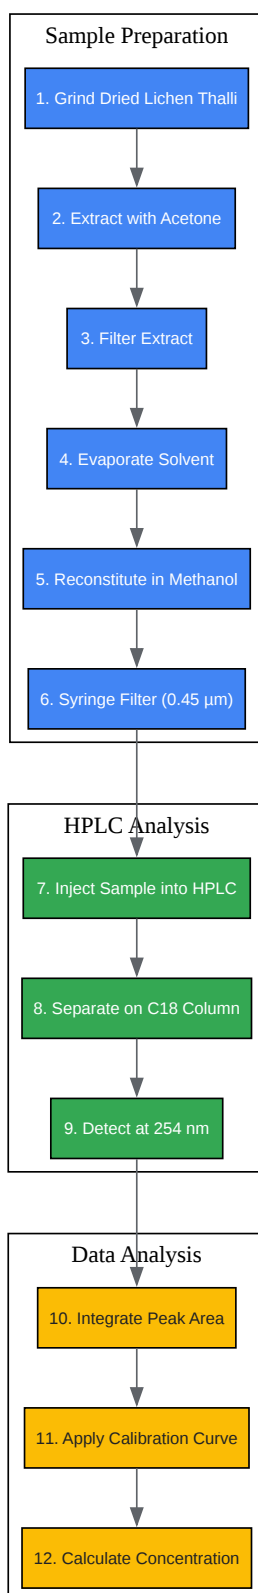 Sample Preparation
1. Grind Dried Lichen Thalli
2. Extract with Acetone
3. Filter Extract
4. Evaporate Solvent
5. Reconstitute in Methanol
6. Syringe Filter (0.45 µm)
HPLC Analysis
7. Inject Sample into HPLC
8. Separate on C18 Column
9. Detect at 254 nm
Data Analysis
10. Integrate Peak Area
11. Apply Calibration Curve
12. Calculate Concentration